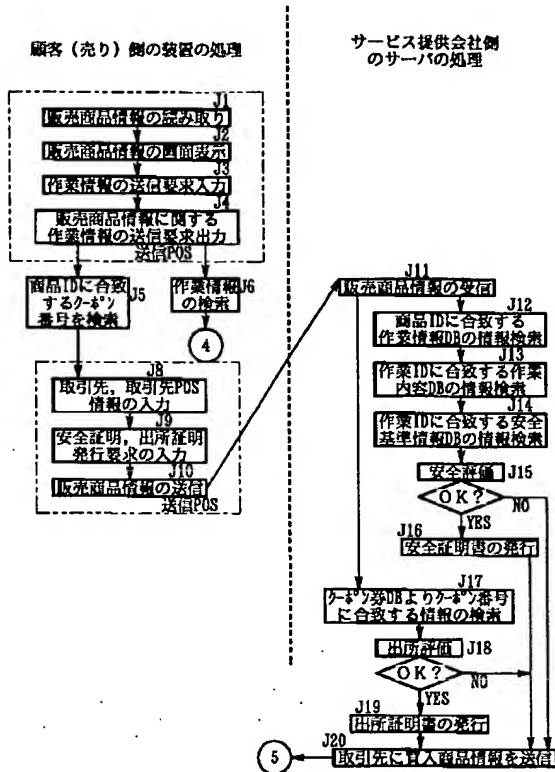 顧客（売り）側の装置の処理
サービス提供会社側
のサーバの処理
J1
販売商品情報の読み取り
J2
販売商品情報の画面表示
J3
作業情報の送信要求入力
J4
販売商品情報に関する
作業情報の送信要求出力
送信POS
商品IDに合致
するクーポン
番号を検索
J5
作業情報
の検索
J6
4
J8
取引先，取引先POS
情報の入力
J9
安全証明，出所証明
発行要求の入力
J10
販売商品情報の送信
送信POS
J11
販売商品情報の受信
J12
商品IDに合致する
作業情報DBの情報検索
J13
作業IDに合致する作業
内容DBの情報検索
J14
作業IDに合致する安全
基準情報DBの情報検索
安全評価
J15
OK？
NO
YES
J16
安全証明書の発行
J17
クーポン券DBよりクーポン番号
に合致する情報の検索
出所評価
J18
OK？
NO
YES
J19
出所証明書の発行
J20
取引先に買入商品情報を送信
5